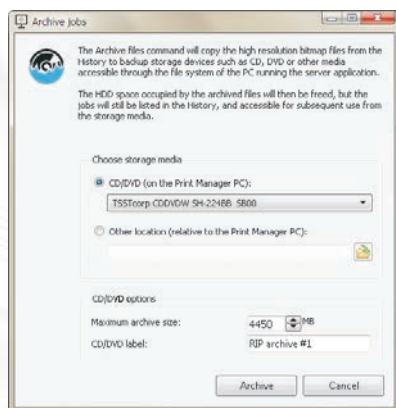 Archive jobs
The Archive files command will copy the high resolution bitmap files from the
History to backup storage devices such as CD, DVD or other media
accessible through the file system of the PC running the server application.
The HDD space occupied by the archived files will then be freed, but the
jobs will still be listed in the History, and accessible for subsequent use from
the storage media.
Choose storage media
CD/DVD (on the Print Manager PC):
TSSTcorp CDDVDW SH-224BB SB00
Other location (relative to the Print Manager PC):
CD/DVD options
Maximum archive size: 4450 MB
CD/DVD label: RIP archive #1
Archive Cancel